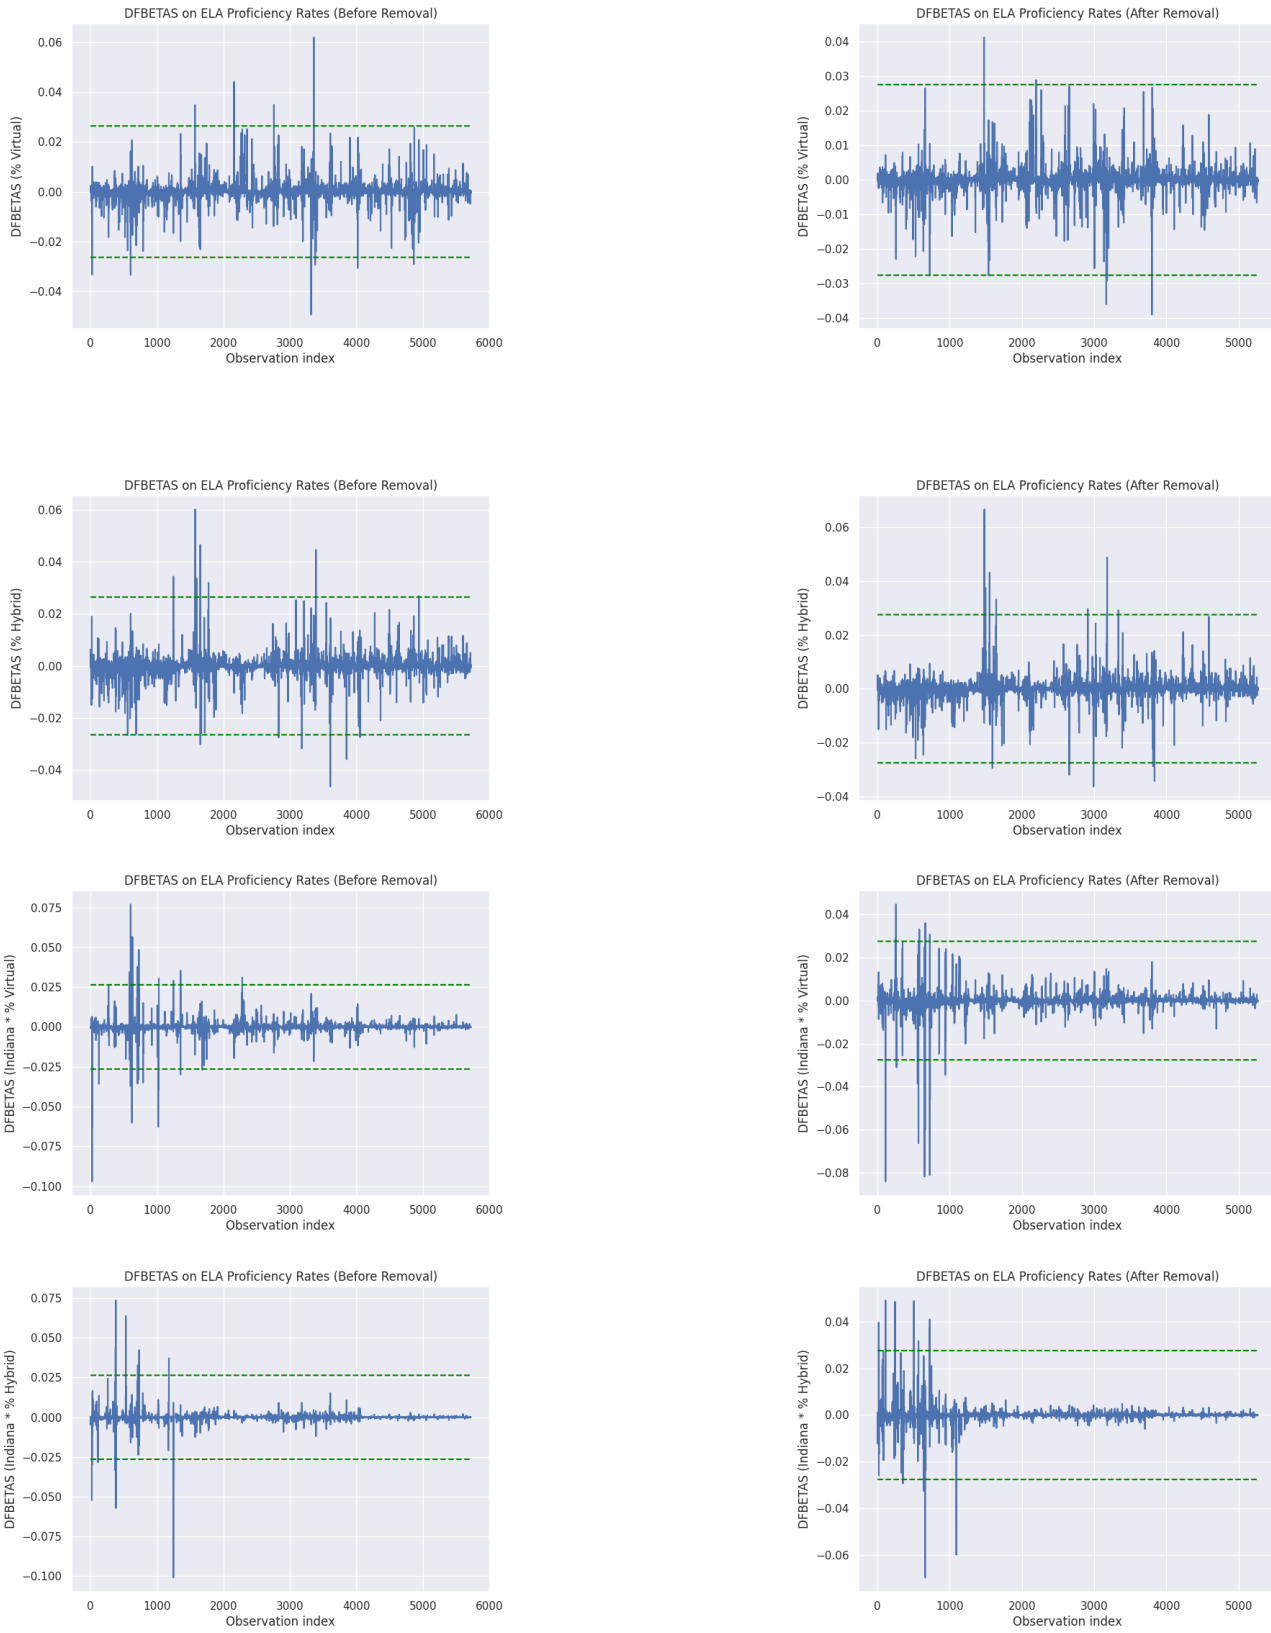 DFBETAS on ELA Proficiency Rates (Before Removal)
DFBETAS (% Virtual)
0.06
0.04
0.02
0.00
−0.02
−0.04
0 1000 2000 3000 4000 5000 6000
Observation index
DFBETAS on ELA Proficiency Rates (After Removal)
DFBETAS (% Virtual)
0.04
0.03
0.02
0.01
0.00
−0.01
−0.02
−0.03
−0.04
0 1000 2000 3000 4000 5000
Observation index
DFBETAS on ELA Proficiency Rates (Before Removal)
DFBETAS (% Hybrid)
0.06
0.04
0.02
0.00
−0.02
−0.04
0 1000 2000 3000 4000 5000 6000
Observation index
DFBETAS on ELA Proficiency Rates (After Removal)
DFBETAS (% Hybrid)
0.06
0.04
0.02
0.00
−0.02
−0.04
0 1000 2000 3000 4000 5000
Observation index
DFBETAS on ELA Proficiency Rates (Before Removal)
DFBETAS (Indiana * % Virtual)
0.075
0.050
0.025
0.000
−0.025
−0.050
−0.075
−0.100
0 1000 2000 3000 4000 5000 6000
Observation index
DFBETAS on ELA Proficiency Rates (After Removal)
DFBETAS (Indiana * % Virtual)
0.04
0.02
0.00
−0.02
−0.04
−0.06
−0.08
0 1000 2000 3000 4000 5000
Observation index
DFBETAS on ELA Proficiency Rates (Before Removal)
DFBETAS (Indiana * % Hybrid)
0.075
0.050
0.025
0.000
−0.025
−0.050
−0.075
−0.100
0 1000 2000 3000 4000 5000 6000
Observation index
DFBETAS on ELA Proficiency Rates (After Removal)
DFBETAS (Indiana * % Hybrid)
0.04
0.02
0.00
−0.02
−0.04
−0.06
0 1000 2000 3000 4000 5000
Observation index